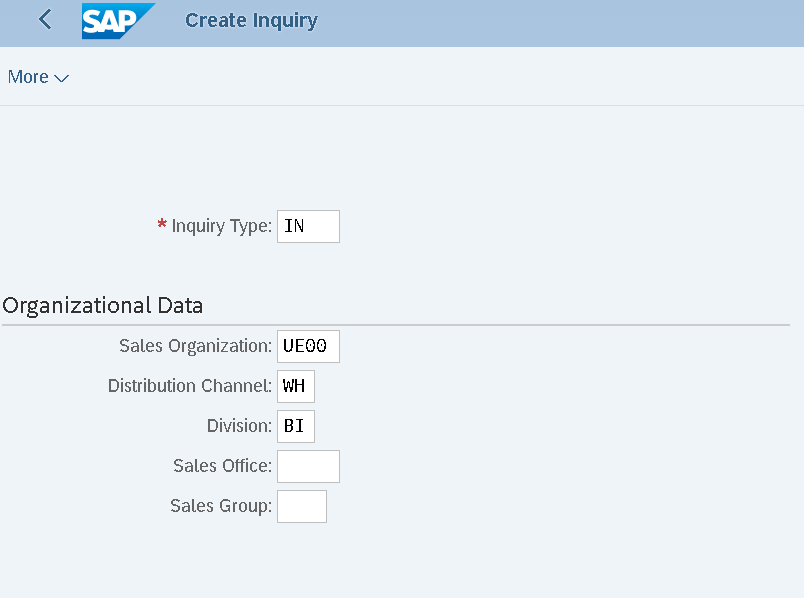 SAP Create Inquiry
More
* Inquiry Type: IN
Organizational Data
Sales Organization: UE00
Distribution Channel: WH
Division: BI
Sales Office:
Sales Group: